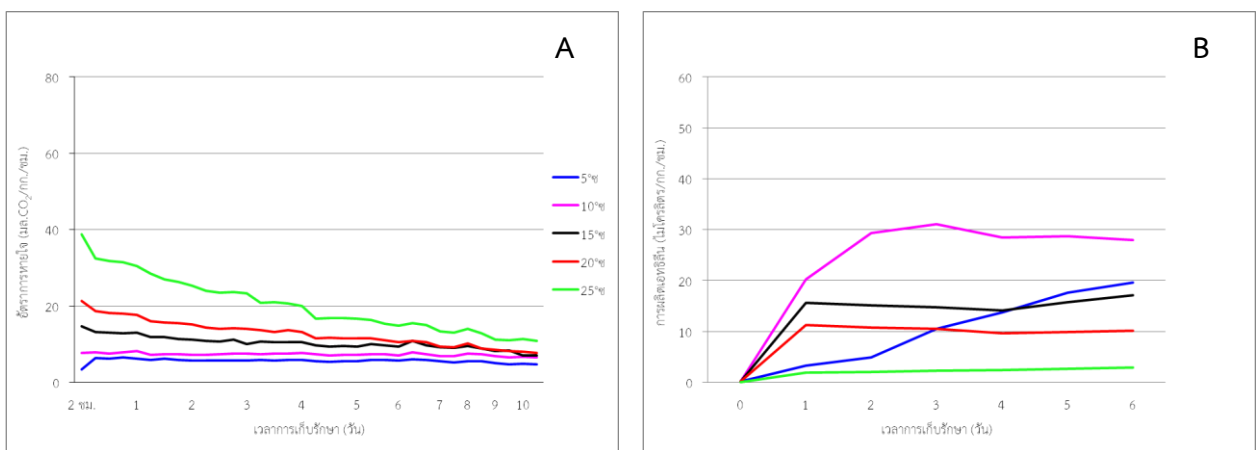 A
อัตราการหายใจ (มล.CO2/กก./ชม.)
80
60
40
20
0
2 ชม. 1 2 3 4 5 6 7 8 9 10
เวลาการเก็บรักษา (วัน)
5°ซ
10°ซ
15°ซ
20°ซ
25°ซ
B
การผลิตเอทธิลีน (ไมโครลิตร/กก./ชม.)
60
50
40
30
20
10
0
0 1 2 3 4 5 6
เวลาการเก็บรักษา (วัน)